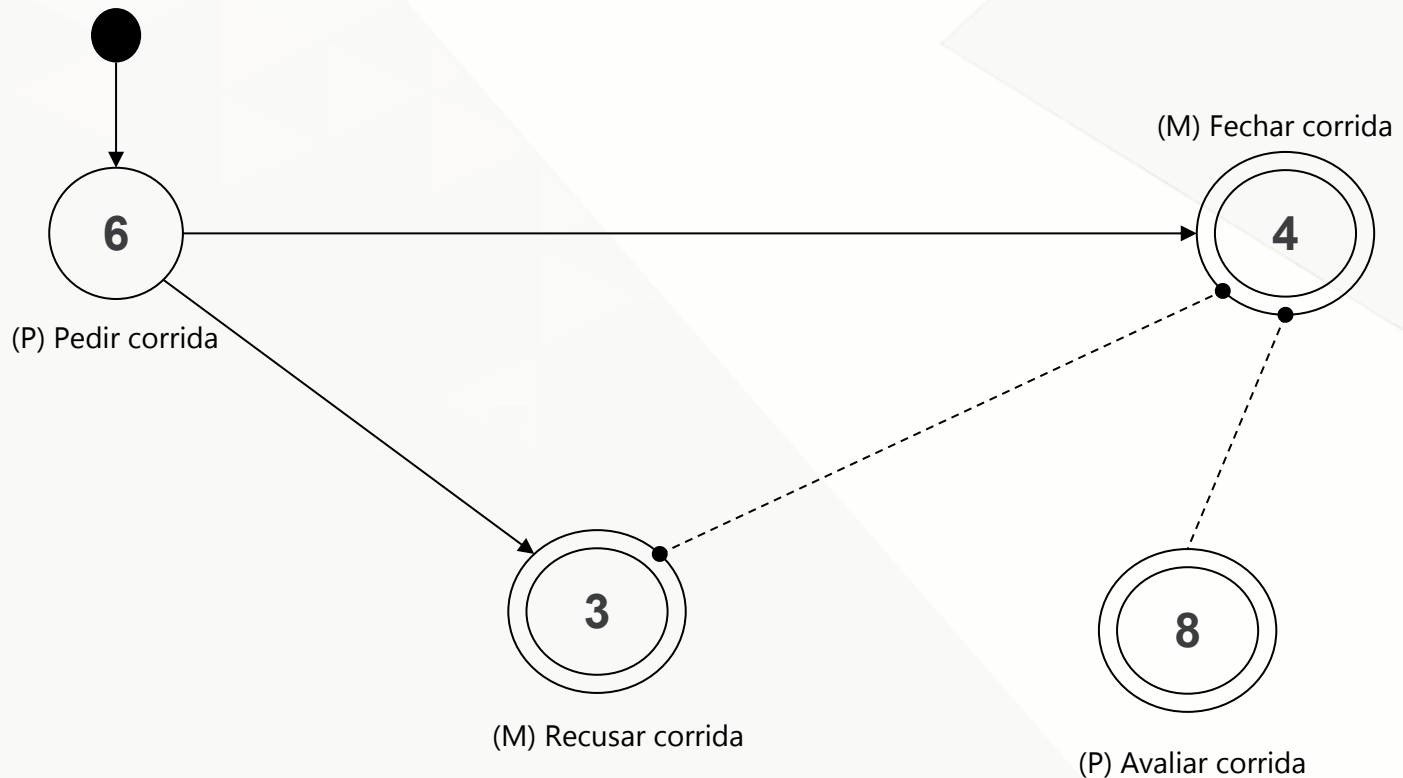 (M) Fechar corrida
6
4
(P) Pedir corrida
3
8
(M) Recusar corrida
(P) Avaliar corrida